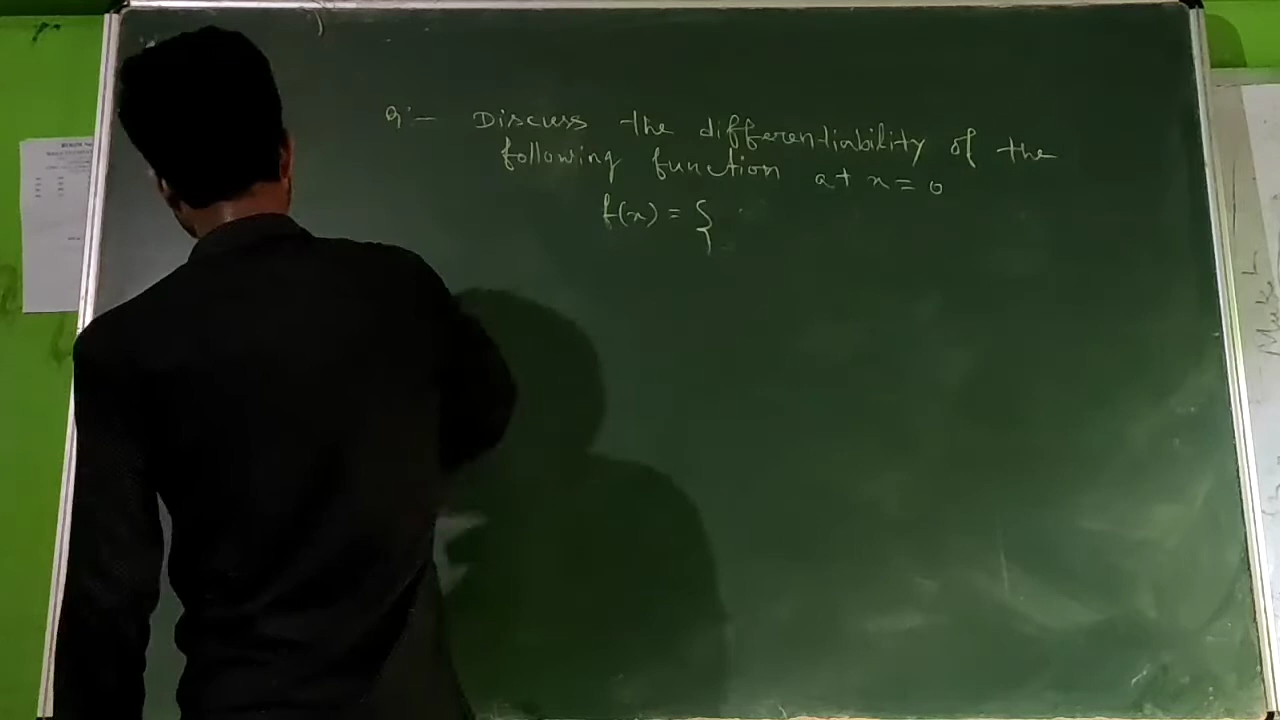 Q:- Discuss the differentiability of the
following function at x = 0
f(x) = {